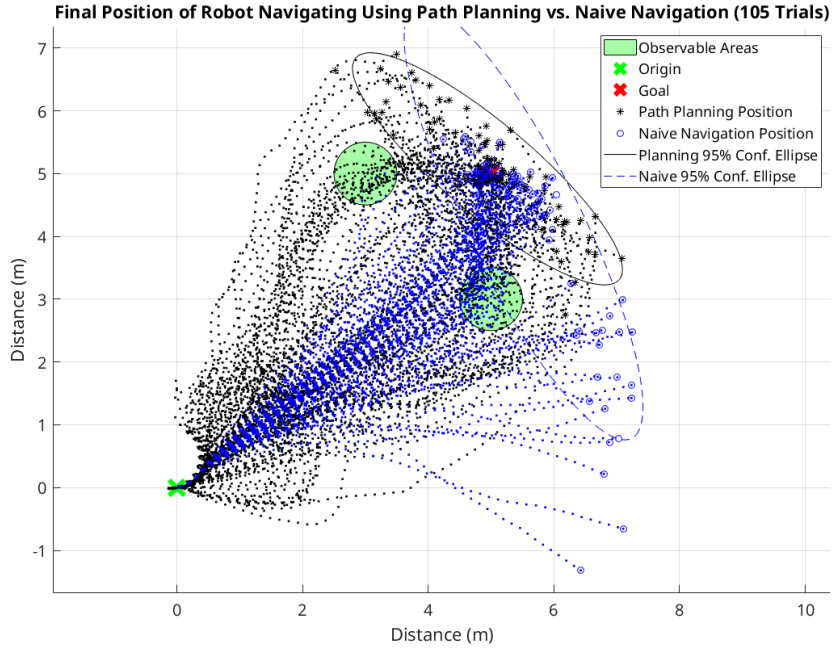 Final Position of Robot Navigating Using Path Planning vs. Naive Navigation (105 Trials)
Observable Areas
Origin
Goal
Path Planning Position
Naive Navigation Position
Planning 95% Conf. Ellipse
Naive 95% Conf. Ellipse
7
6
5
4
3
2
1
0
-1
Distance (m)
0
2
4
6
8
10
Distance (m)